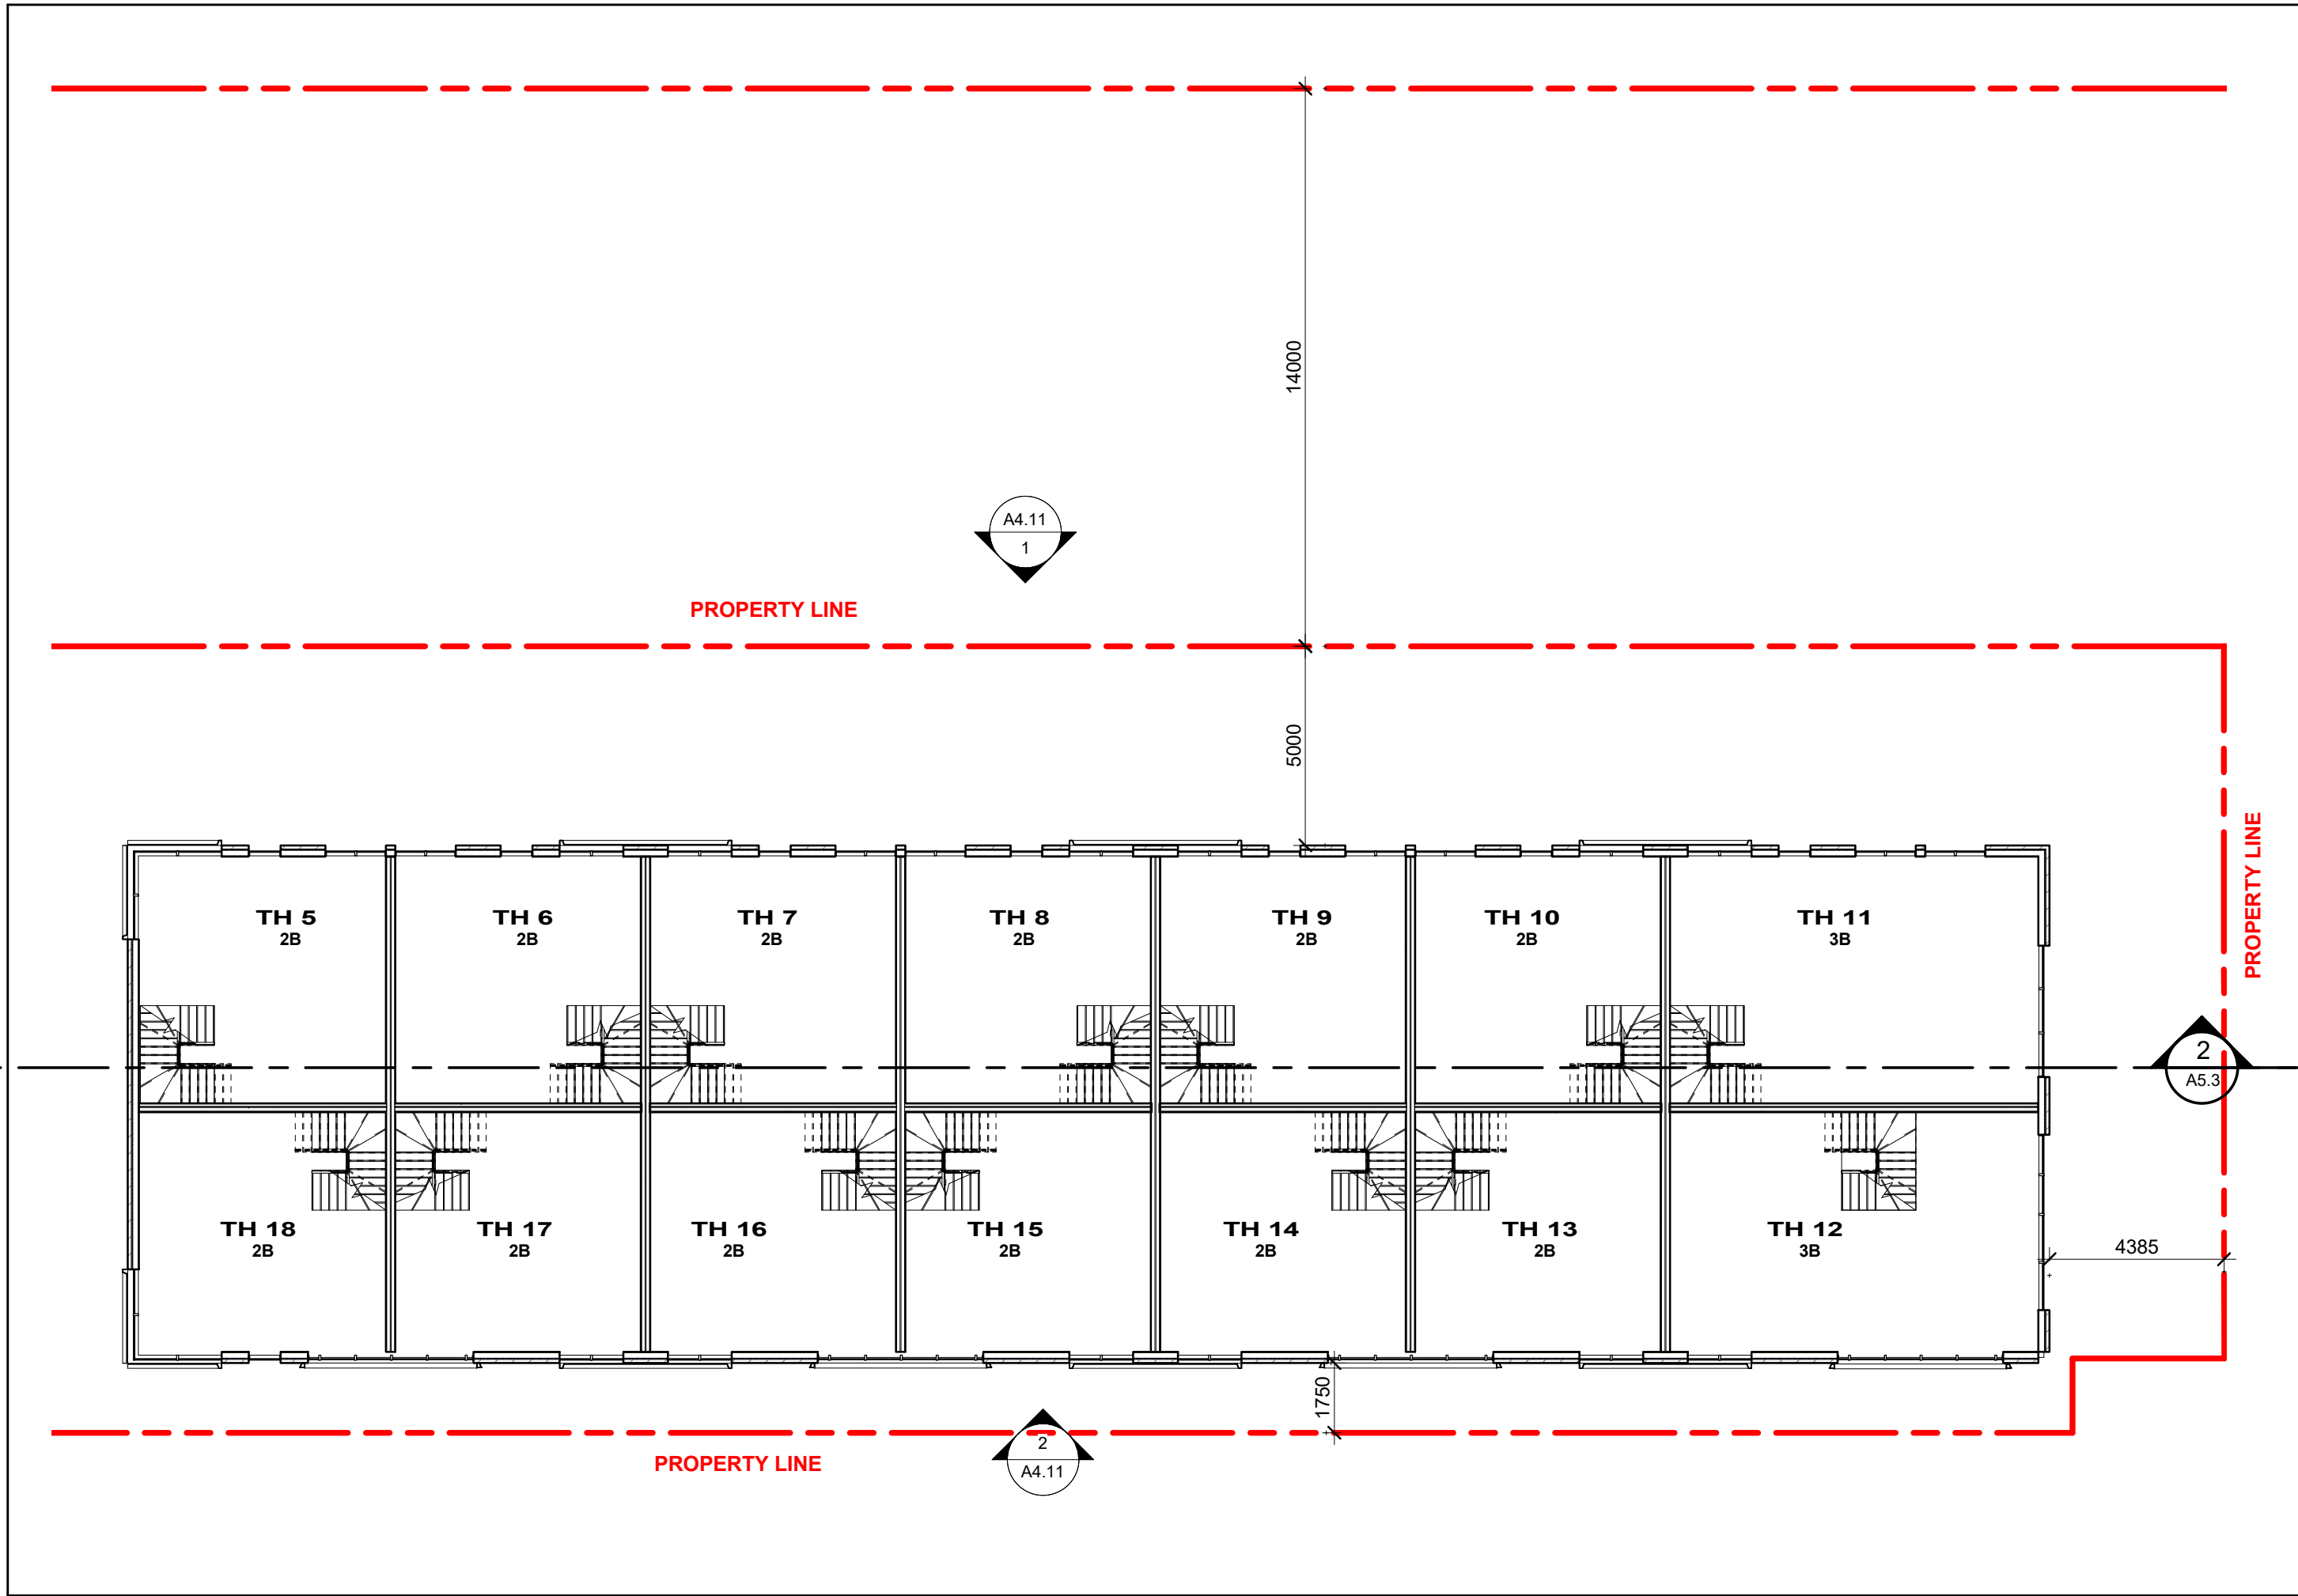 14000
A4.11
1
PROPERTY LINE
5000
PROPERTY LINE
TH 5
2B
TH 6
2B
TH 7
2B
TH 8
2B
TH 9
2B
TH 10
2B
TH 11
3B
2
A5.3
TH 18
2B
TH 17
2B
TH 16
2B
TH 15
2B
TH 14
2B
TH 13
2B
TH 12
3B
4385
1750
PROPERTY LINE
2
A4.11